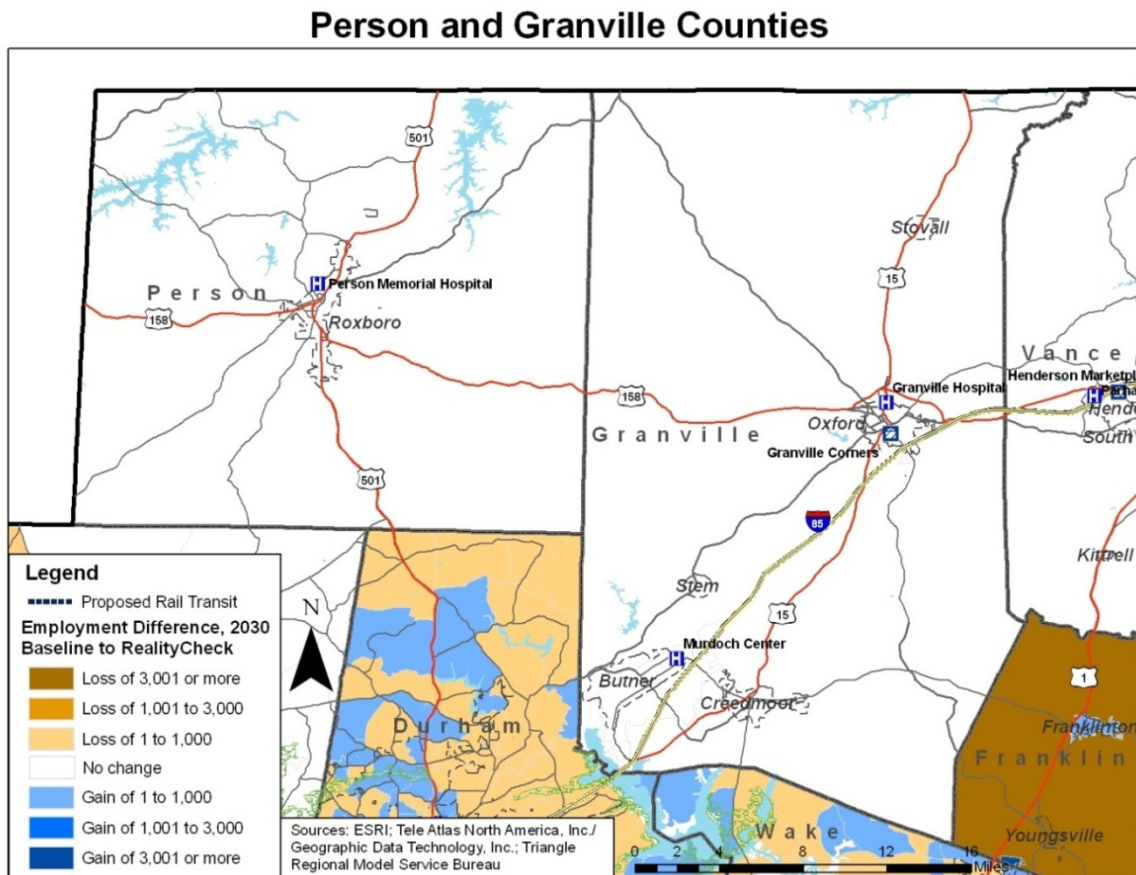 Person and Granville Counties
501
Stovall
15
Person Memorial Hospital
Person
158
Roxboro
Vance
Henderson Marketpl
Granville Hospital
158
Oxford
Granville
South
Granville Corners
501
85
Kittrell
Stem
15
Murdoch Center
Butner
Creedmoor
1
Durham
Franklinton
Franklin
Wake
Youngsville
Legend
Proposed Rail Transit
Employment Difference, 2030
Baseline to RealityCheck
Loss of 3,001 or more
Loss of 1,001 to 3,000
Loss of 1 to 1,000
No change
Gain of 1 to 1,000
Gain of 1,001 to 3,000
Gain of 3,001 or more
N
Sources: ESRI; Tele Atlas North America, Inc./
Geographic Data Technology, Inc.; Triangle
Regional Model Service Bureau
0 2 4 8 12 16
Miles